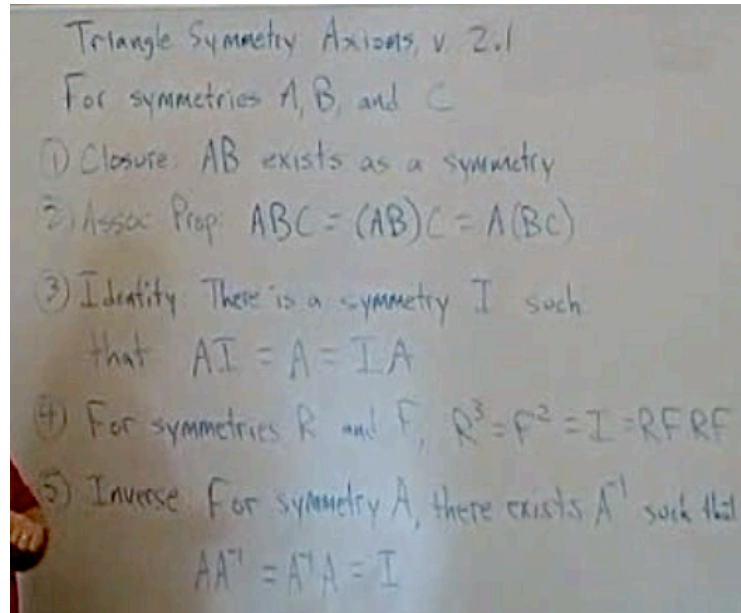 Triangle Symmetry Axioms, v 2.1
For symmetries A, B, and C
① Closure: AB exists as a symmetry
② Assoc Prop: ABC = (AB)C = A(BC)
③ Identity: There is a symmetry I such
that AI = A = IA
④ For symmetries R and F, R³ = F² = I = RFRF
⑤ Inverse For symmetry A, there exists A⁻¹ such that
AA⁻¹ = A⁻¹A = I